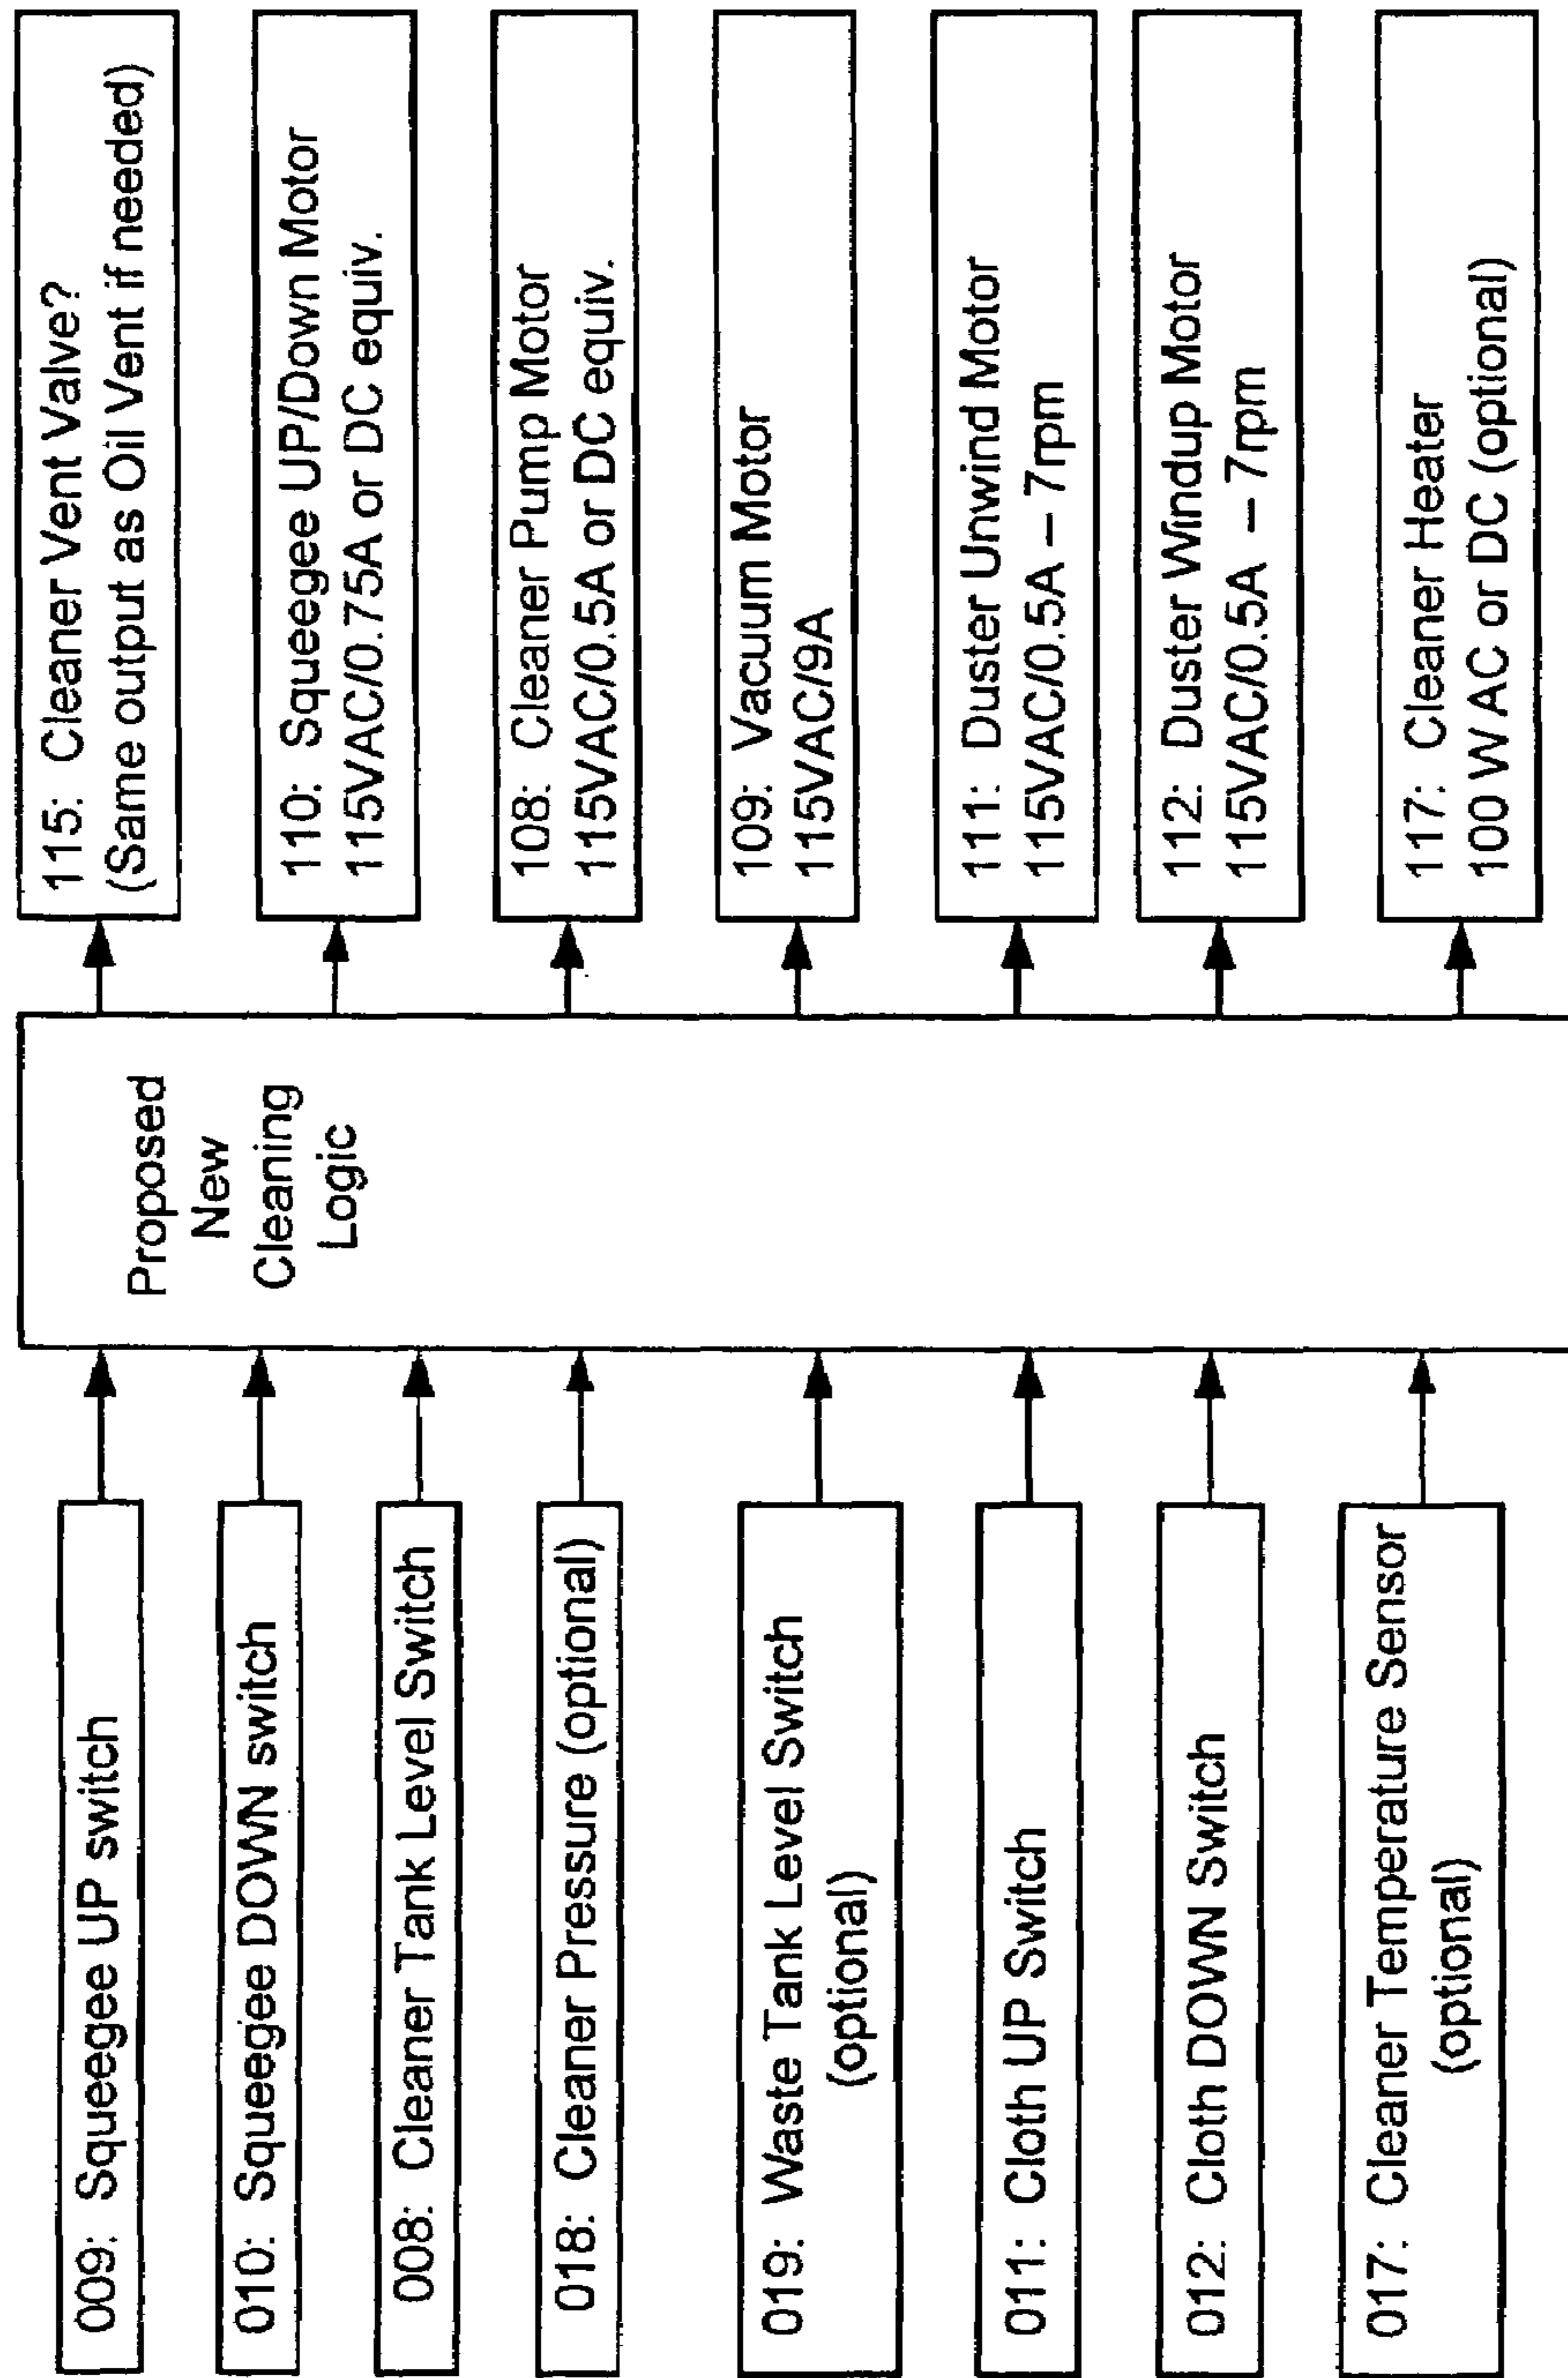 009: Squeegee UP switch
010: Squeegee DOWN switch
008: Cleaner Tank Level Switch
018: Cleaner Pressure (optional)
019: Waste Tank Level Switch
(optional)
011: Cloth UP Switch
012: Cloth DOWN Switch
017: Cleaner Temperature Sensor
(optional)
Proposed
New
Cleaning
Logic
115: Cleaner Vent Valve?
(Same output as Oil Vent if needed)
110: Squeegee UP/Down Motor
115VAC/0.75A or DC equiv.
108: Cleaner Pump Motor
115VAC/0.5A or DC equiv.
109: Vacuum Motor
115VAC/9A
111: Duster Unwind Motor
115VAC/0.5A – 7rpm
112: Duster Windup Motor
115VAC/0.5A – 7rpm
117: Cleaner Heater
100 W AC or DC (optional)